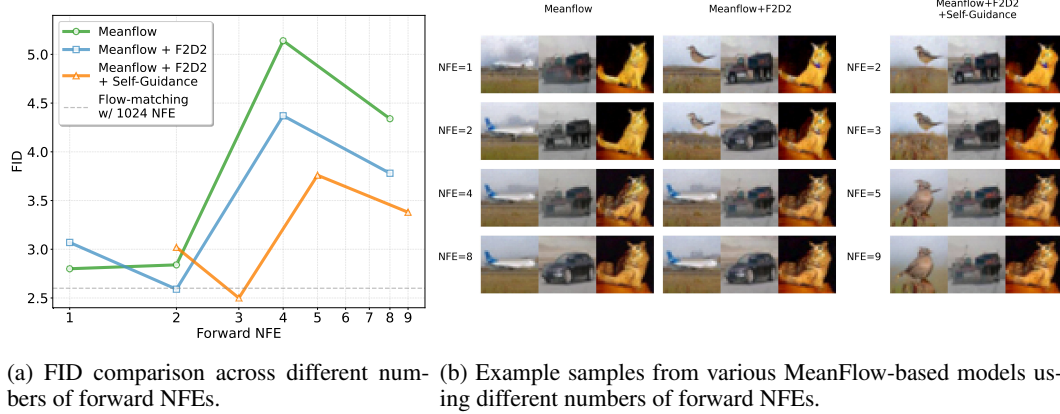 Meanflow
Meanflow + F2D2
Meanflow + F2D2
+ Self-Guidance
Flow-matching
w/ 1024 NFE
FID
5.0
4.5
4.0
3.5
3.0
2.5
1 2 3 4 5 6 7 8 9
Forward NFE
Meanflow Meanflow+F2D2 Meanflow+F2D2
+Self-Guidance
NFE=1 NFE=2
NFE=2 NFE=3
NFE=4 NFE=5
NFE=8 NFE=9
(a) FID comparison across different num-
bers of forward NFEs.
(b) Example samples from various MeanFlow-based models us-
ing different numbers of forward NFEs.